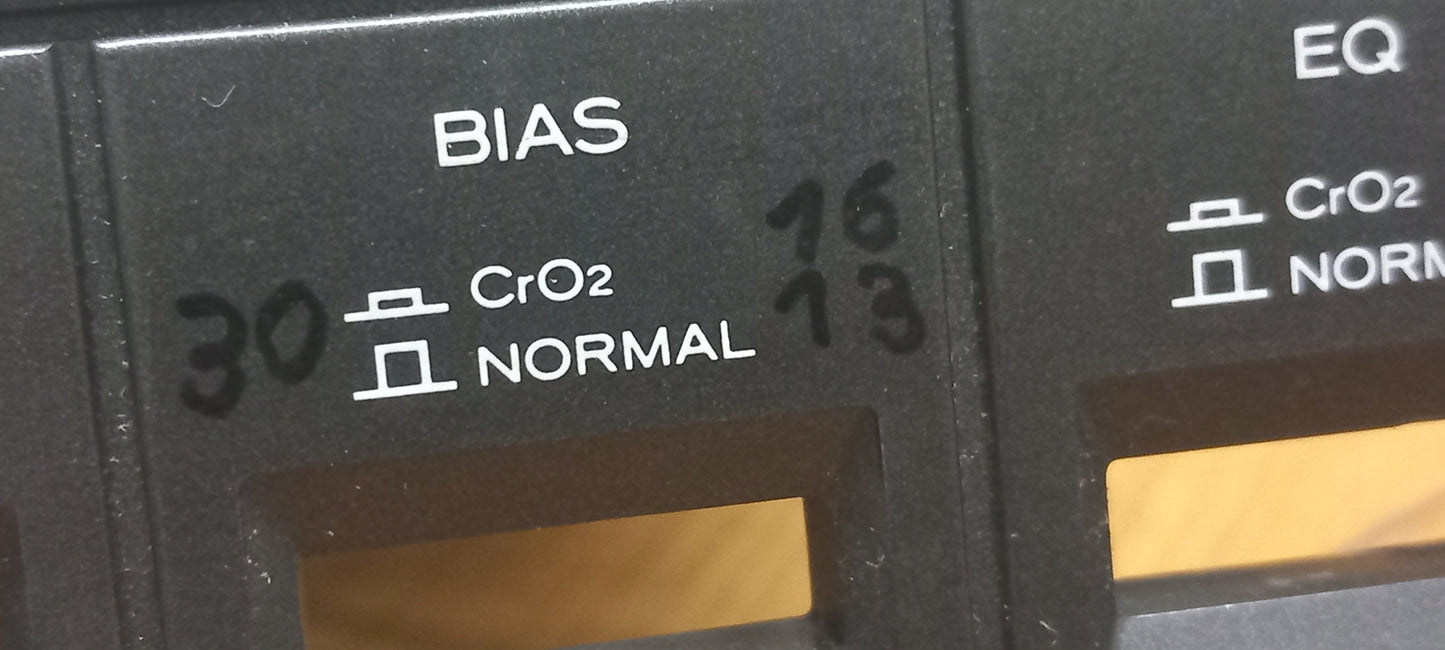 BIAS
EQ
16
30 CrO2
13
NORMAL
CrO2
NORM